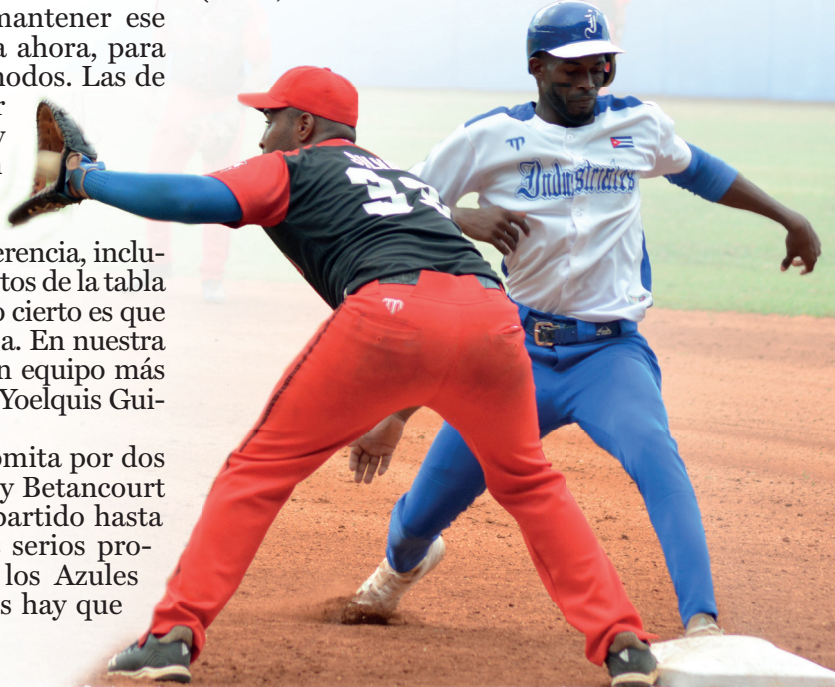 mantener ese
a ahora, para
nodos. Las de
r
y
n
erencia, inclu-
tos de la tabla
o cierto es que
a. En nuestra
n equipo más
Yoelquis Gui-
omita por dos
y Betancourt
partido hasta
serios pro-
los Azules
s hay que
Industriales